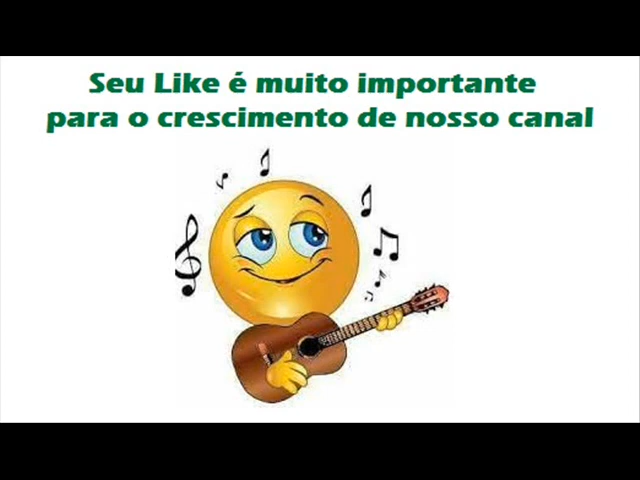 Seu Like é muito importante
para o crescimento de nosso canal